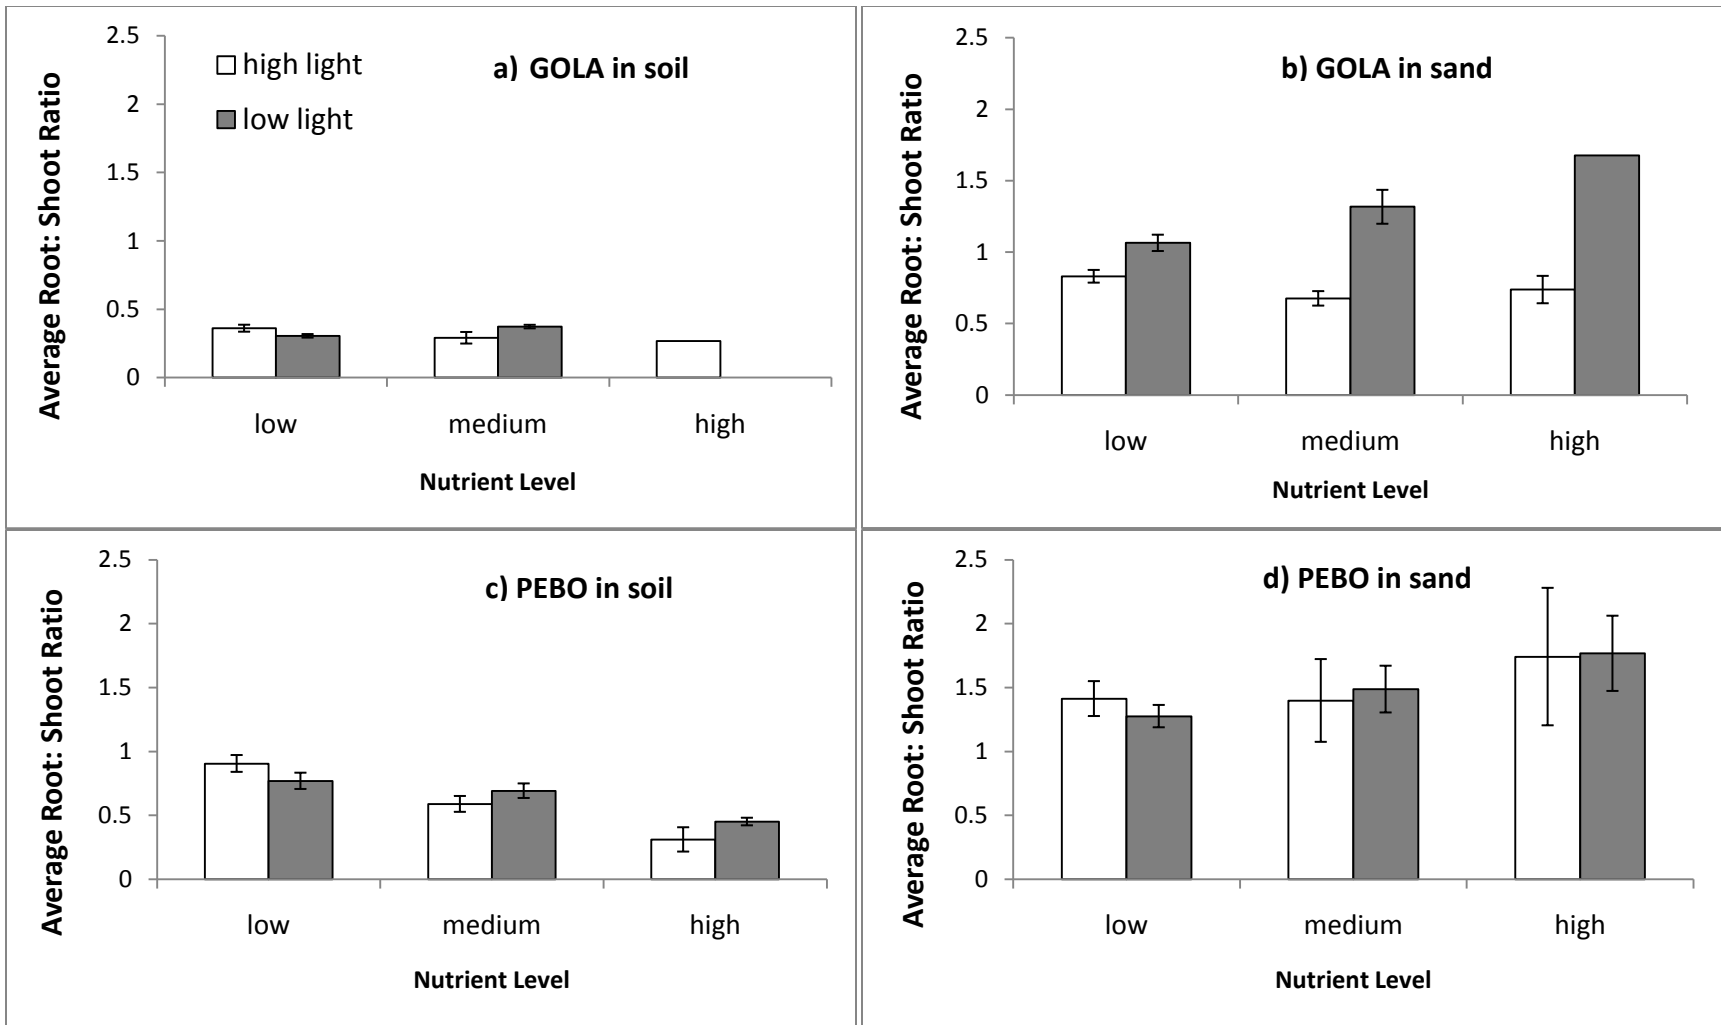 a) GOLA in soil
high light
low light
Average Root: Shoot Ratio
2.5
2
1.5
1
0.5
0
low medium high
Nutrient Level
b) GOLA in sand
Average Root: Shoot Ratio
2.5
2
1.5
1
0.5
0
low medium high
Nutrient Level
c) PEBO in soil
Average Root: Shoot Ratio
2.5
2
1.5
1
0.5
0
low medium high
Nutrient Level
d) PEBO in sand
Average Root: Shoot Ratio
2.5
2
1.5
1
0.5
0
low medium high
Nutrient Level